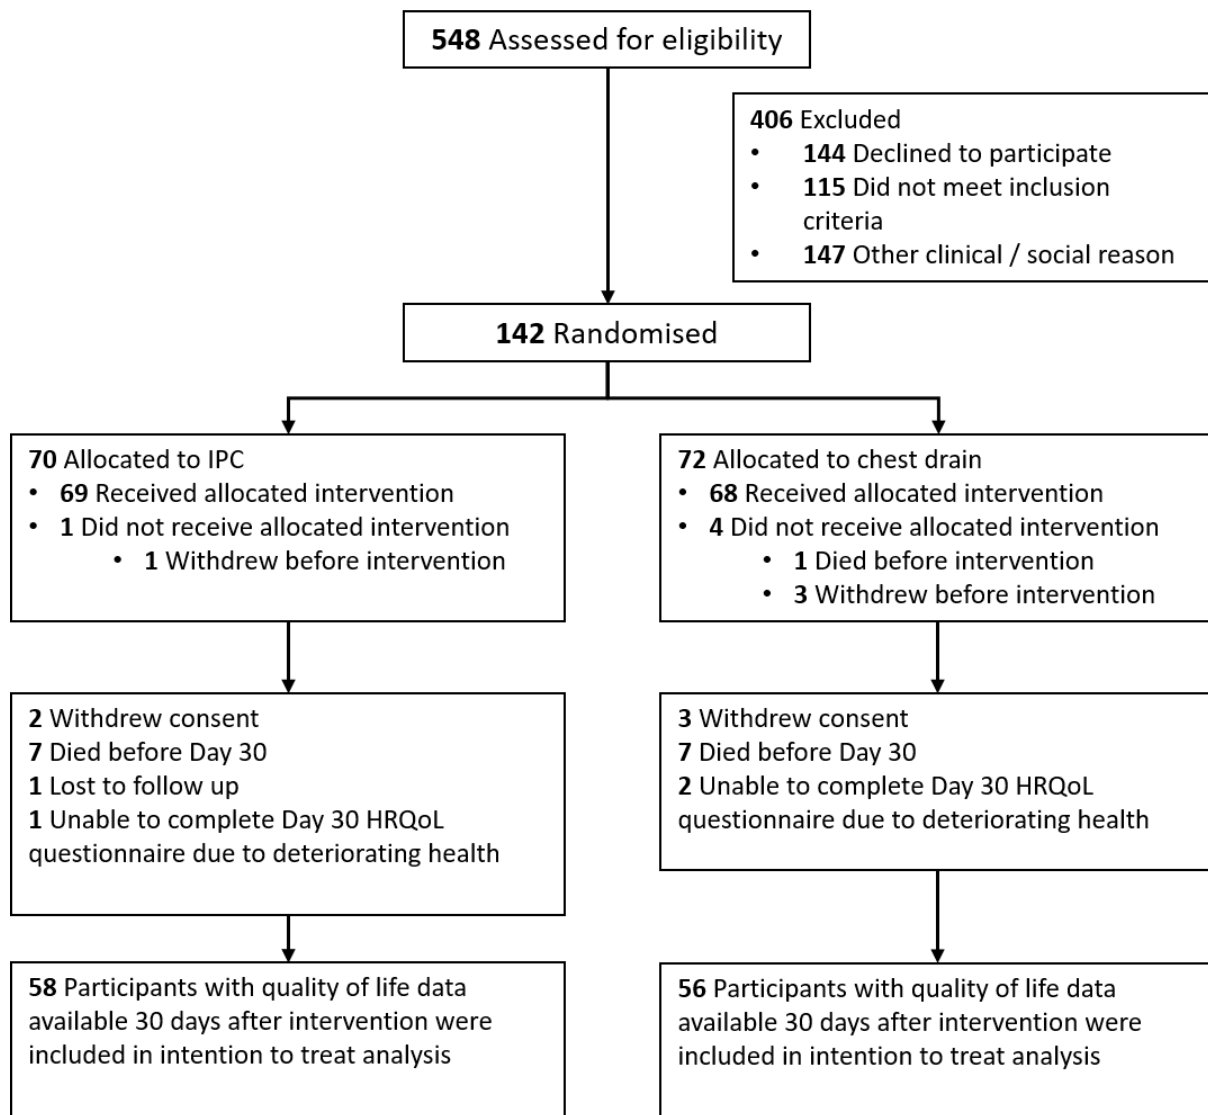 548 Assessed for eligibility
406 Excluded
• 144 Declined to participate
• 115 Did not meet inclusion
criteria
• 147 Other clinical / social reason
142 Randomised
70 Allocated to IPC
• 69 Received allocated intervention
• 1 Did not receive allocated intervention
• 1 Withdrew before intervention
72 Allocated to chest drain
• 68 Received allocated intervention
• 4 Did not receive allocated intervention
• 1 Died before intervention
• 3 Withdrew before intervention
2 Withdrew consent
7 Died before Day 30
1 Lost to follow up
1 Unable to complete Day 30 HRQoL
questionnaire due to deteriorating health
3 Withdrew consent
7 Died before Day 30
2 Unable to complete Day 30 HRQoL
questionnaire due to deteriorating health
58 Participants with quality of life data
available 30 days after intervention were
included in intention to treat analysis
56 Participants with quality of life data
available 30 days after intervention were
included in intention to treat analysis